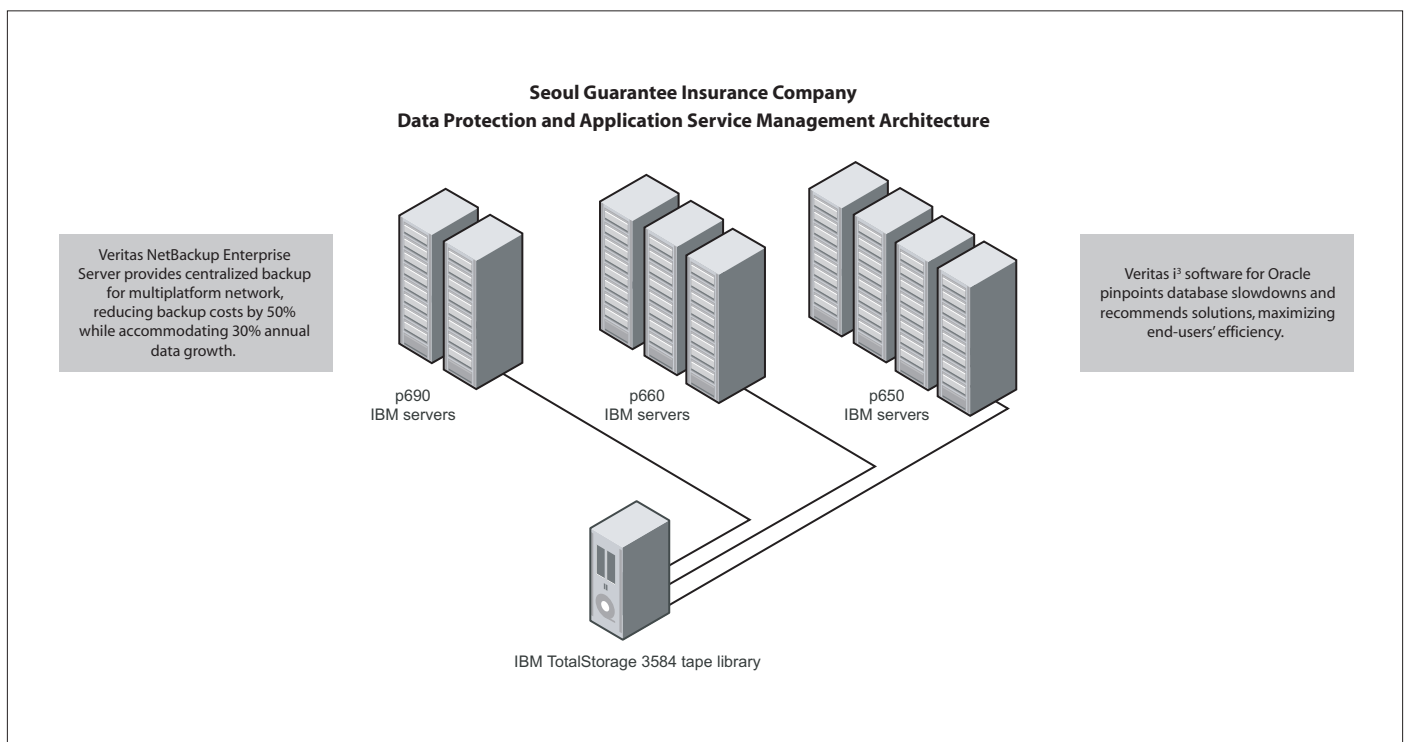 Seoul Guarantee Insurance Company
Data Protection and Application Service Management Architecture
Veritas NetBackup Enterprise
Server provides centralized backup
for multiplatform network,
reducing backup costs by 50%
while accommodating 30% annual
data growth.
p690
IBM servers
p660
IBM servers
p650
IBM servers
Veritas i³ software for Oracle
pinpoints database slowdowns and
recommends solutions, maximizing
end-users' efficiency.
IBM TotalStorage 3584 tape library